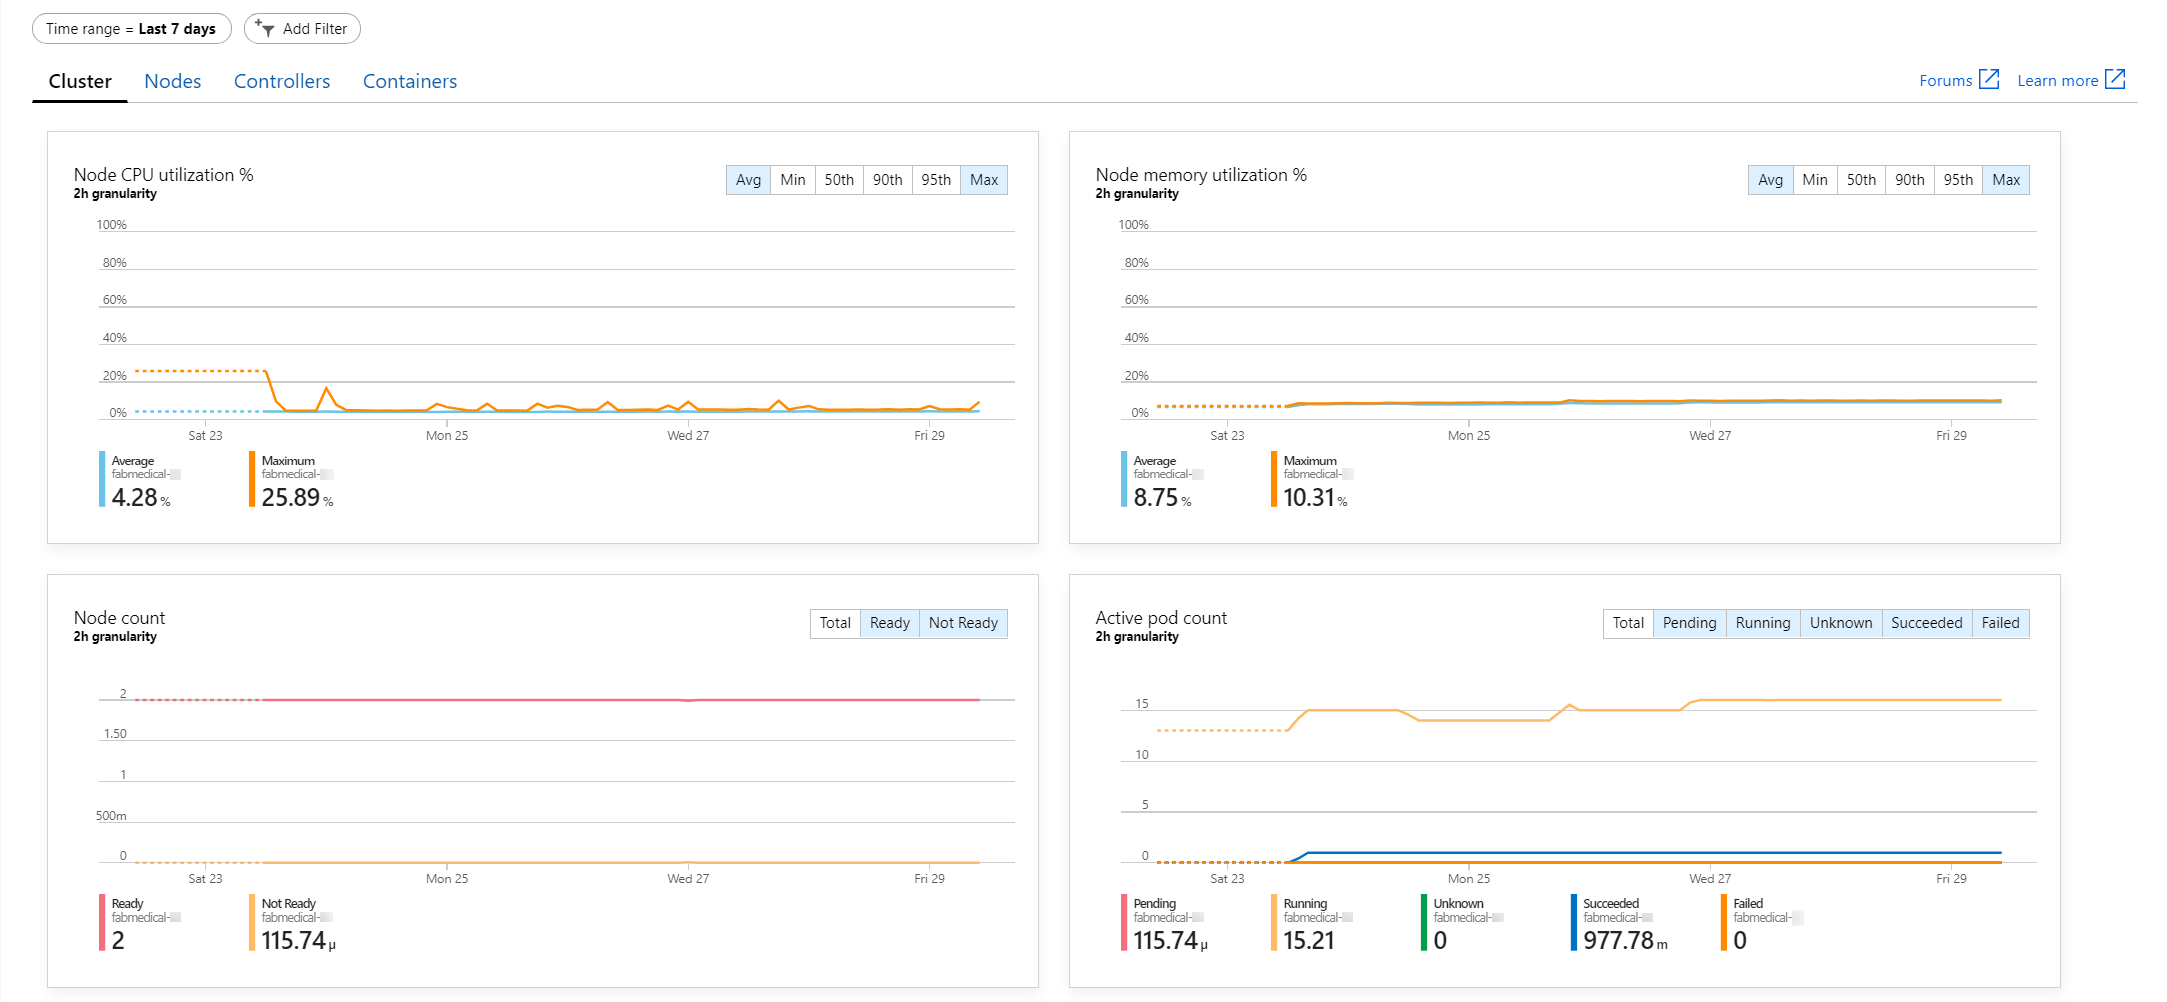 Time range = Last 7 days
Add Filter
Cluster Nodes Controllers Containers
Forums Learn more
Node CPU utilization %
2h granularity
Avg Min 50th 90th 95th Max
100%
80%
60%
40%
20%
0%
Sat 23 Mon 25 Wed 27 Fri 29
Average
fabmedical-
4.28 %
Maximum
fabmedical-
25.89 %
Node memory utilization %
2h granularity
Avg Min 50th 90th 95th Max
100%
80%
60%
40%
20%
0%
Sat 23 Mon 25 Wed 27 Fri 29
Average
fabmedical-
8.75 %
Maximum
fabmedical-
10.31 %
Node count
2h granularity
Total Ready Not Ready
2
1.50
1
500m
0
Sat 23 Mon 25 Wed 27 Fri 29
Ready
fabmedical-
2
Not Ready
fabmedical-
115.74 µ
Active pod count
2h granularity
Total Pending Running Unknown Succeeded Failed
15
10
5
0
Sat 23 Mon 25 Wed 27 Fri 29
Pending
fabmedical-
115.74 µ
Running
fabmedical-
15.21
Unknown
fabmedical-
0
Succeeded
fabmedical-
977.78 m
Failed
fabmedical-
0